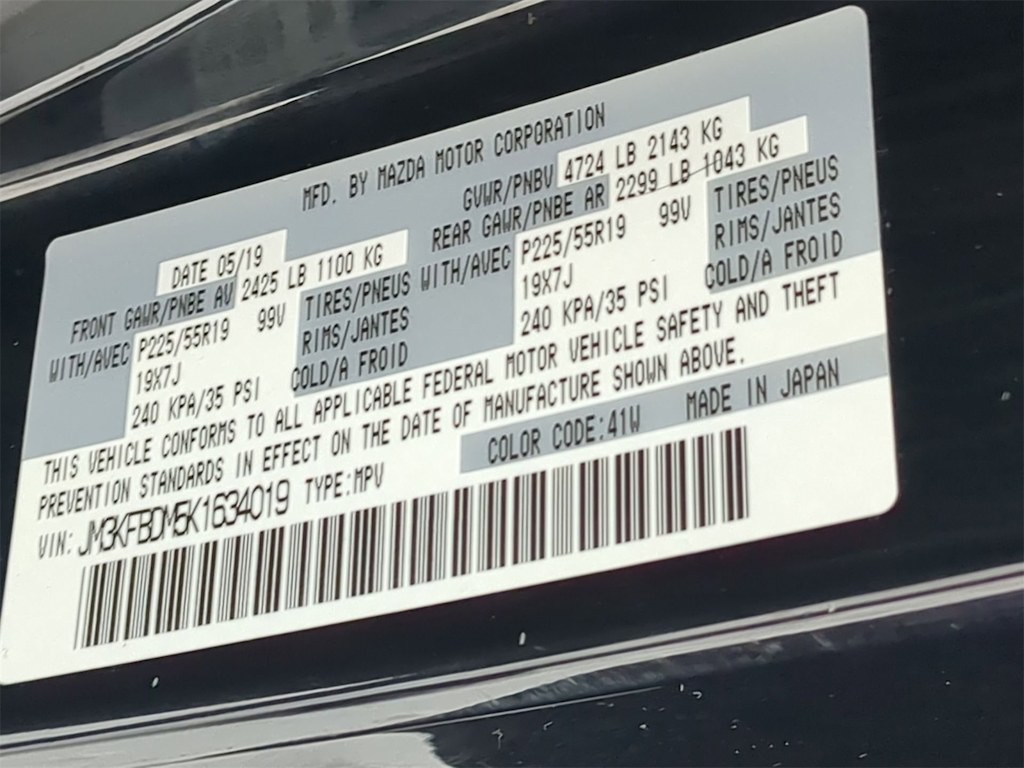 MFD. BY MAZDA MOTOR CORPORATION
DATE 05/19 GVWR/PNBV 4724 LB 2143 KG
FRONT GAWR/PNBE AV 2425 LB 1100 KG REAR GAWR/PNBE AR 2299 LB 1043 KG
WITH/AVEC P225/55R19 99V TIRES/PNEUS WITH/AVEC P225/55R19 99V TIRES/PNEUS
19X7J RIMS/JANTES 19X7J RIMS/JANTES
240 KPA/35 PSI COLD/A FROID 240 KPA/35 PSI COLD/A FROID
THIS VEHICLE CONFORMS TO ALL APPLICABLE FEDERAL MOTOR VEHICLE SAFETY AND THEFT
PREVENTION STANDARDS IN EFFECT ON THE DATE OF MANUFACTURE SHOWN ABOVE.
VIN: JM3KFBDM5K1634019 TYPE:MPV COLOR CODE:41W MADE IN JAPAN